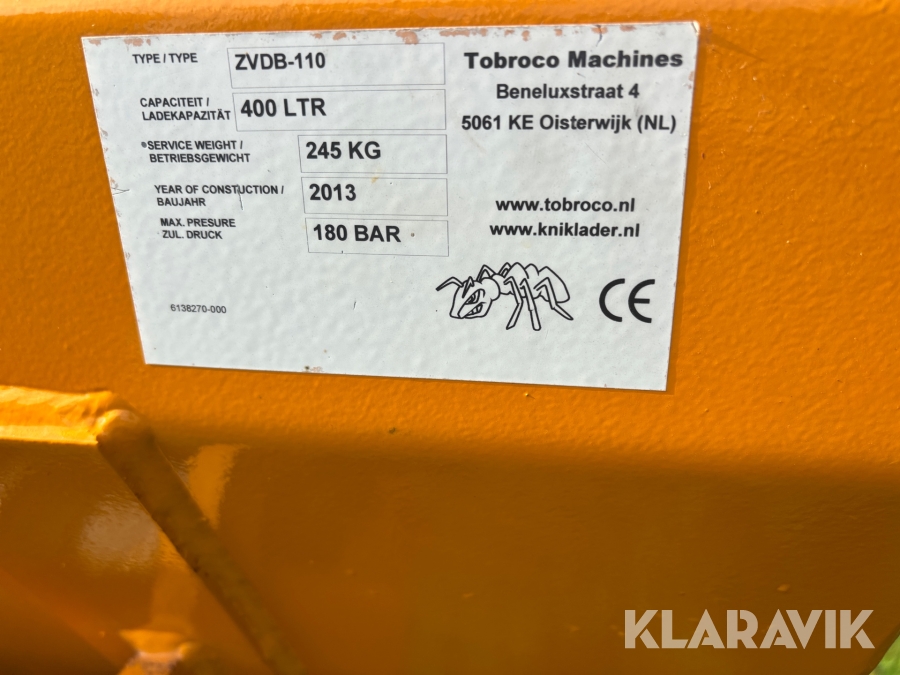 TYPE / TYPE ZVDB-110
CAPACITEIT / LADEKAPAZITÄT 400 LTR
SERVICE WEIGHT / BETRIEBSGEWICHT 245 KG
YEAR OF CONSTUCTION / BAUJAHR 2013
MAX. PRESURE ZUL. DRUCK 180 BAR
6138270-000
Tobroco Machines
Beneluxstraat 4
5061 KE Oisterwijk (NL)
www.tobroco.nl
www.kniklader.nl
CE
KLARAVIK